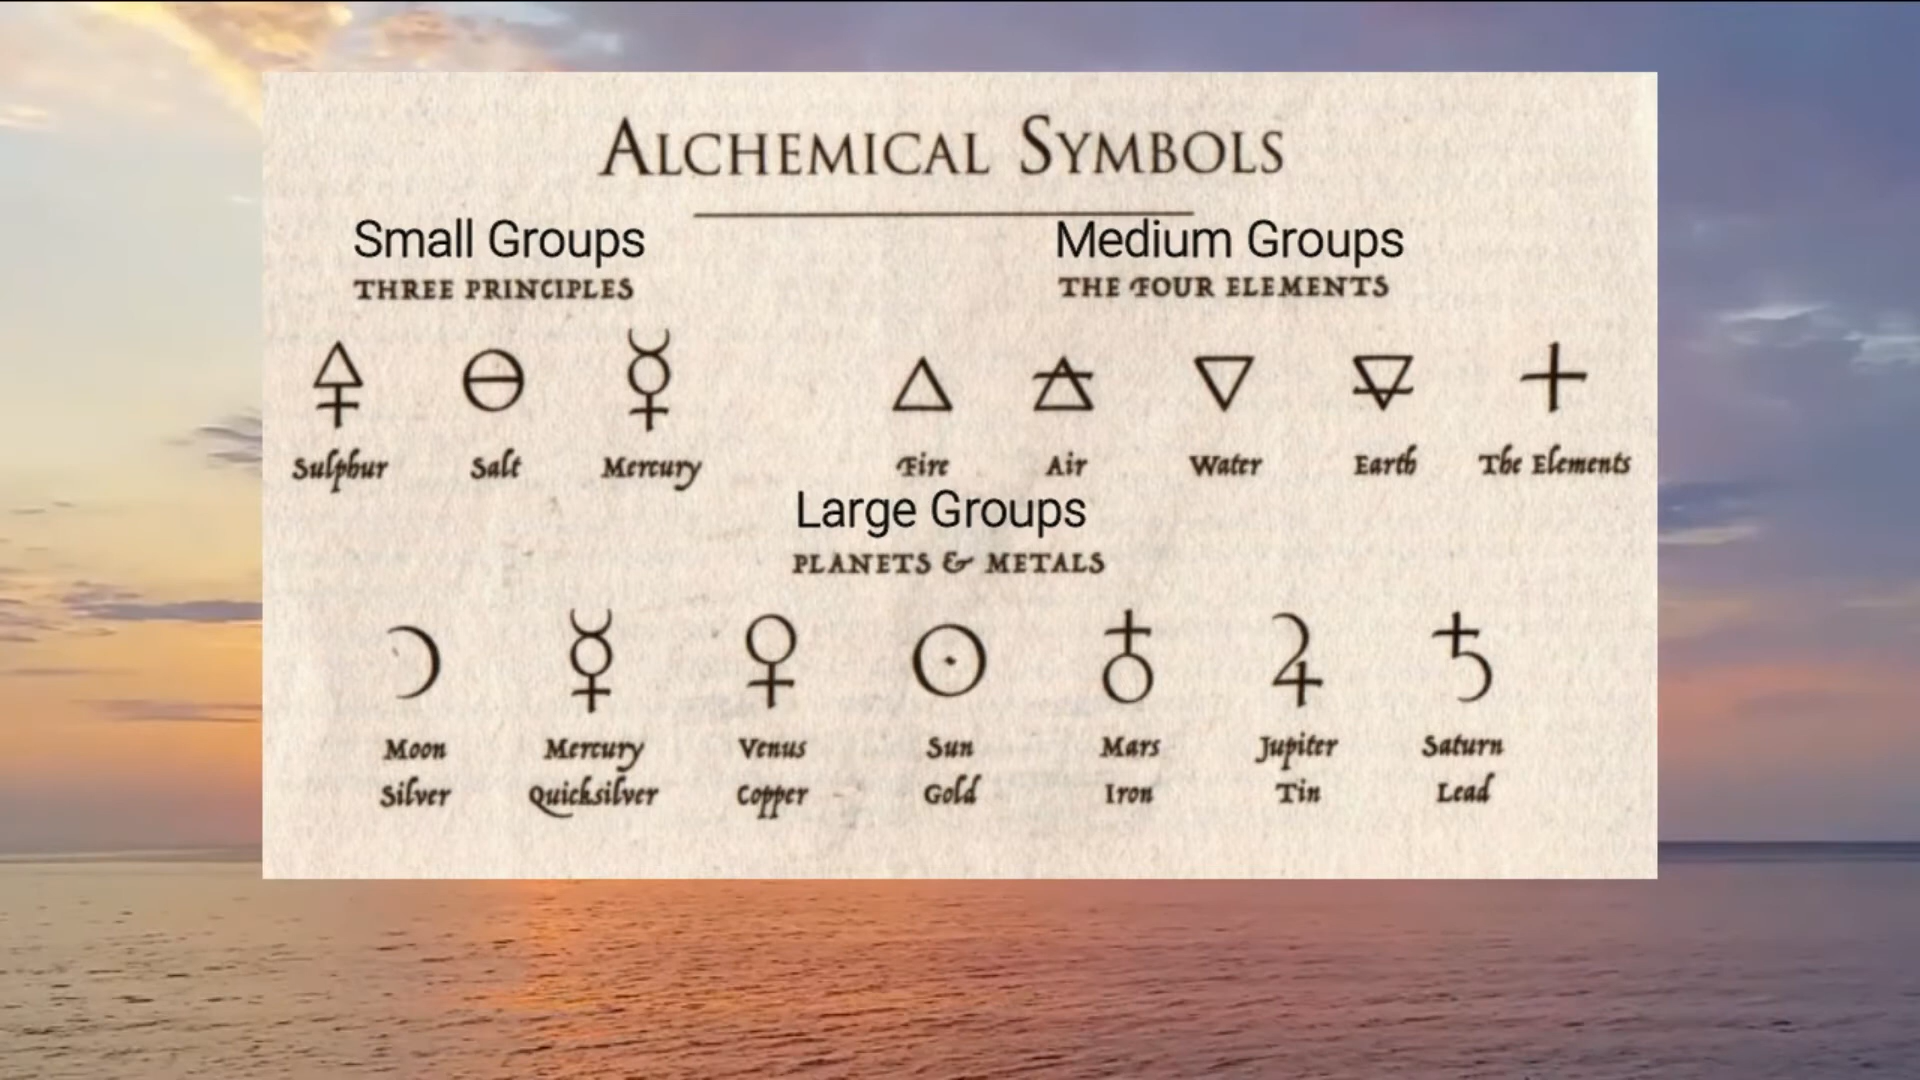 ALCHEMICAL SYMBOLS
Small Groups
THREE PRINCIPLES
Sulphur Salt Mercury
Medium Groups
THE FOUR ELEMENTS
Fire Air Water Earth The Elements
Large Groups
PLANETS & METALS
Moon Mercury Venus Sun Mars Jupiter Saturn
Silver Quicksilver Copper Gold Iron Tin Lead